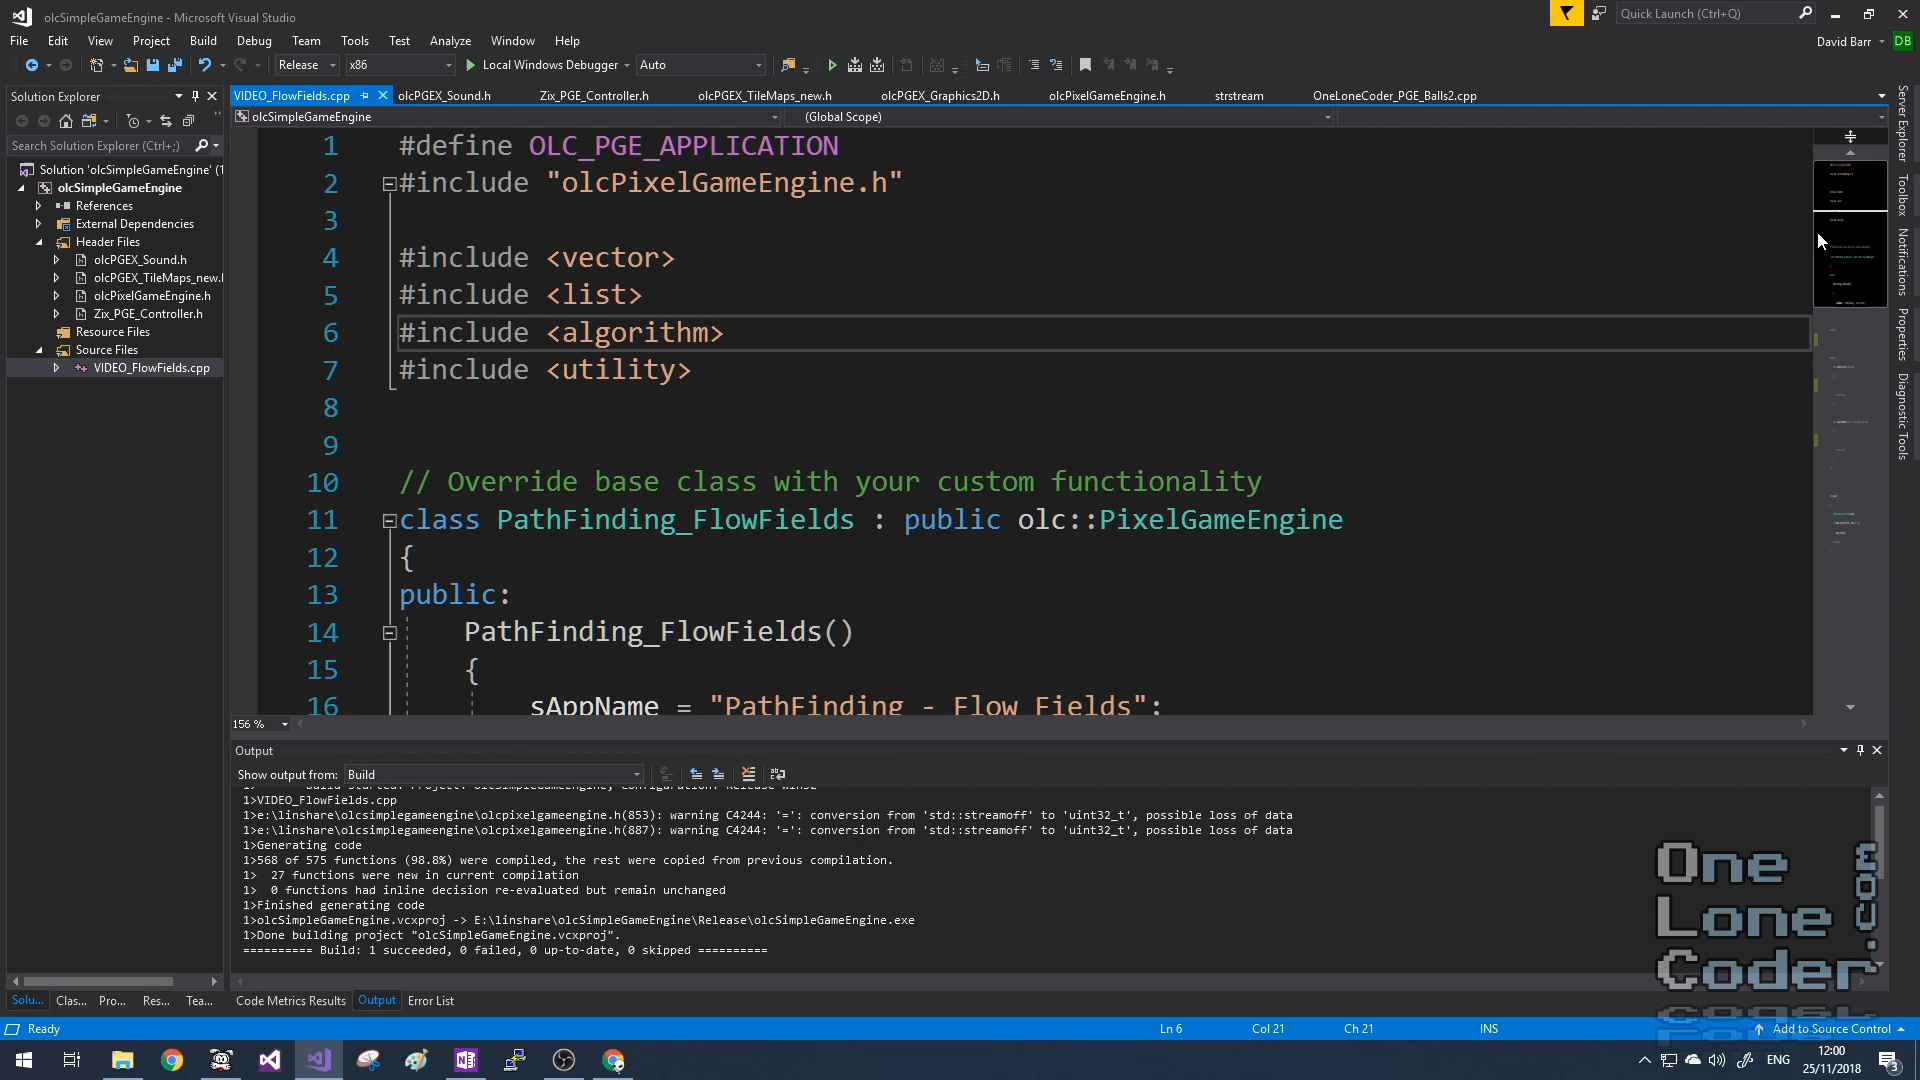 olcSimpleGameEngine - Microsoft Visual Studio
Quick Launch (Ctrl+Q)
File Edit View Project Build Debug Team Tools Test Analyze Window Help
David Barr DB
Release x86 Local Windows Debugger Auto
Solution Explorer
Search Solution Explorer (Ctrl+;)
Solution 'olcSimpleGameEngine' (1
olcSimpleGameEngine
References
External Dependencies
Header Files
olcPGEX_Sound.h
olcPGEX_TileMaps_new.h
olcPixelGameEngine.h
Zix_PGE_Controller.h
Resource Files
Source Files
VIDEO_FlowFields.cpp
VIDEO_FlowFields.cpp olcPGEX_Sound.h Zix_PGE_Controller.h olcPGEX_TileMaps_new.h olcPGEX_Graphics2D.h olcPixelGameEngine.h strstream OneLoneCoder_PGE_Balls2.cpp
olcSimpleGameEngine (Global Scope)
1 #define OLC_PGE_APPLICATION
2 #include "olcPixelGameEngine.h"
3
4 #include <vector>
5 #include <list>
6 #include <algorithm>
7 #include <utility>
8
9
10 // Override base class with your custom functionality
11 class PathFinding_FlowFields : public olc::PixelGameEngine
12 {
13 public:
14 PathFinding_FlowFields()
15 {
16 sAppName = "PathFinding - Flow Fields";
156 %
Output
Show output from: Build
1>VIDEO_FlowFields.cpp
1>e:\linshare\olcsimplegameengine\olcpixelgameengine.h(853): warning C4244: '=': conversion from 'std::streamoff' to 'uint32_t', possible loss of data
1>e:\linshare\olcsimplegameengine\olcpixelgameengine.h(887): warning C4244: '=': conversion from 'std::streamoff' to 'uint32_t', possible loss of data
1>Generating code
1>568 of 575 functions (98.8%) were compiled, the rest were copied from previous compilation.
1> 27 functions were new in current compilation
1> 0 functions had inline decision re-evaluated but remain unchanged
1>Finished generating code
1>olcSimpleGameEngine.vcxproj -> E:\linshare\olcSimpleGameEngine\Release\olcSimpleGameEngine.exe
1>Done building project "olcSimpleGameEngine.vcxproj".
========== Build: 1 succeeded, 0 failed, 0 up-to-date, 0 skipped ==========
Solu... Clas... Pro... Res... Tea... Code Metrics Results Output Error List
Ready Ln 6 Col 21 Ch 21 INS Add to Source Control
ENG 12:00
25/11/2018
3
Server Explorer
Toolbox
Notifications
Properties
Diagnostic Tools
One
Lone
Coder
.com